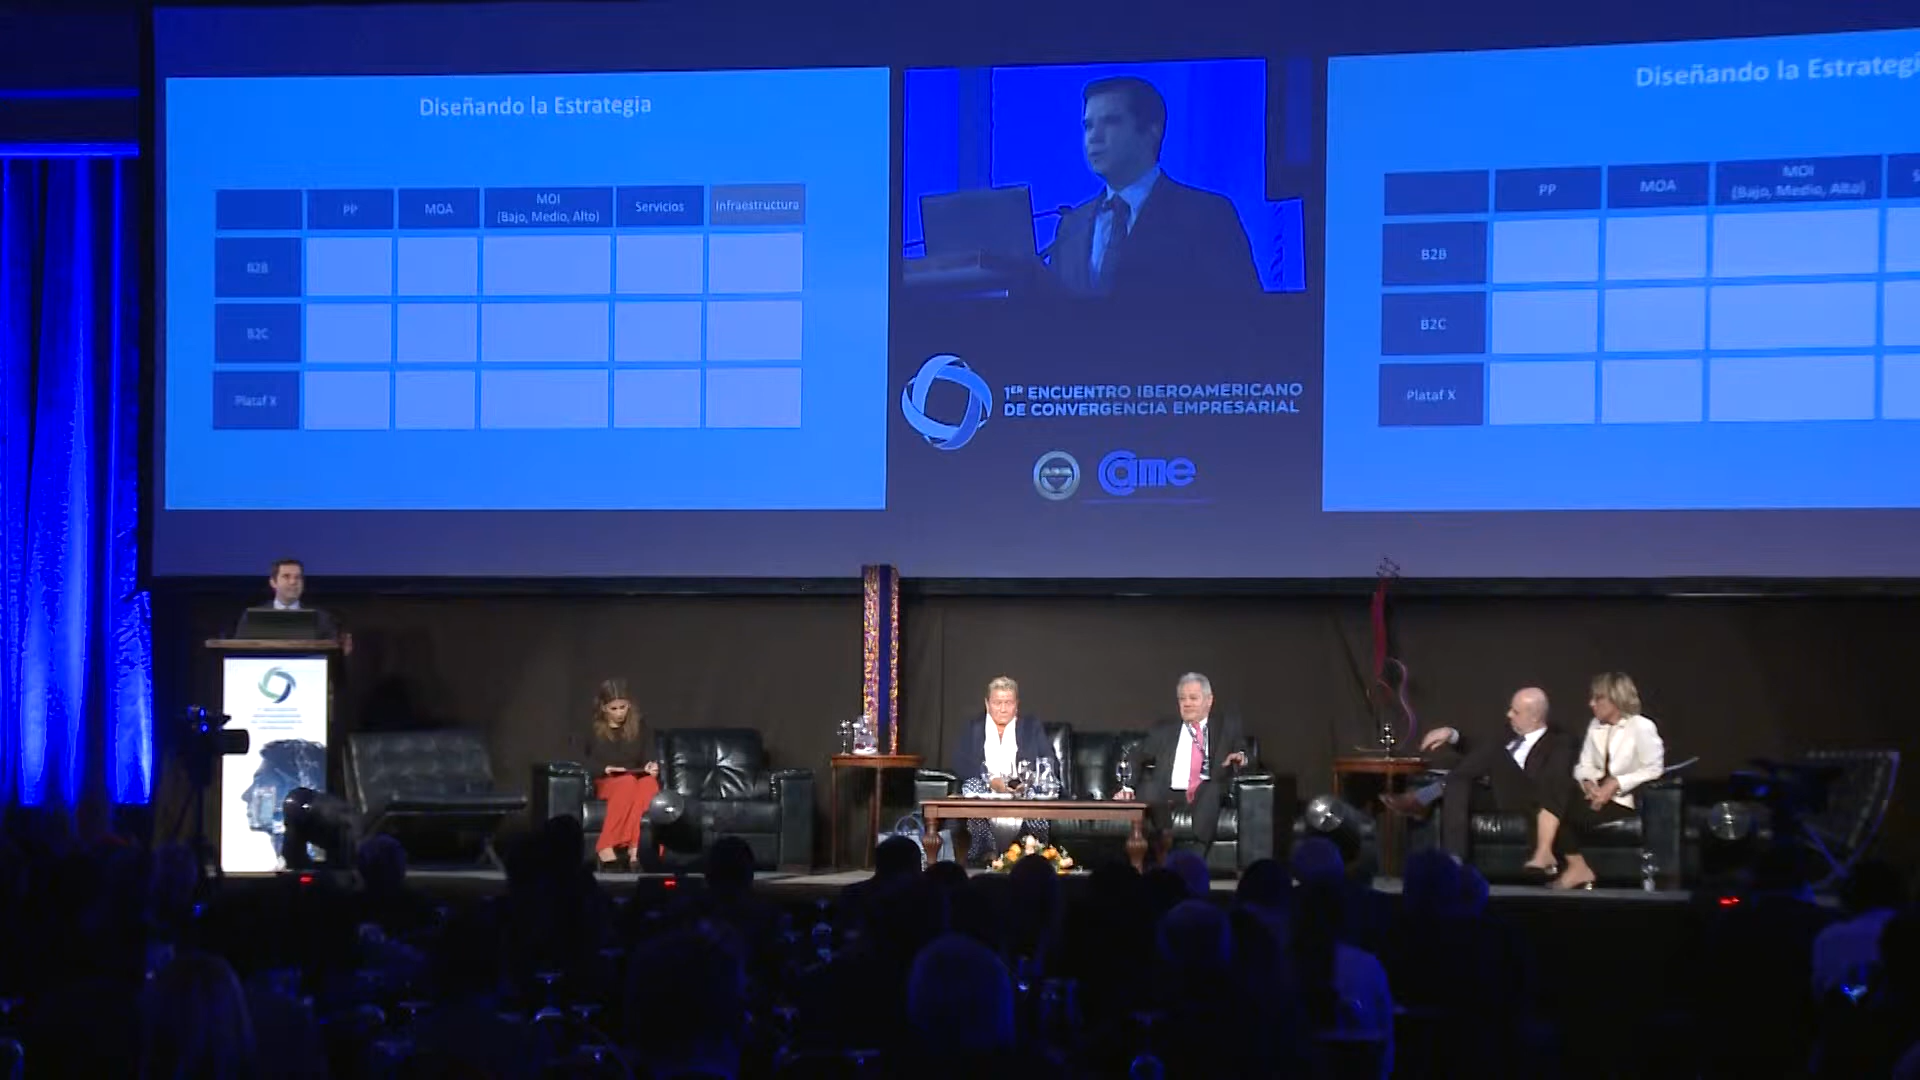 Diseñando la Estrategia
PP
MOA
MOI
(Bajo, Medio, Alto)
Servicios
Infraestructura
B2B
B2C
Plataf X
1ER ENCUENTRO IBEROAMERICANO
DE CONVERGENCIA EMPRESARIAL
came
Diseñando la Estrategi
PP
MOA
MOI
(Bajo, Medio, Alto)
S
B2B
B2C
Plataf X